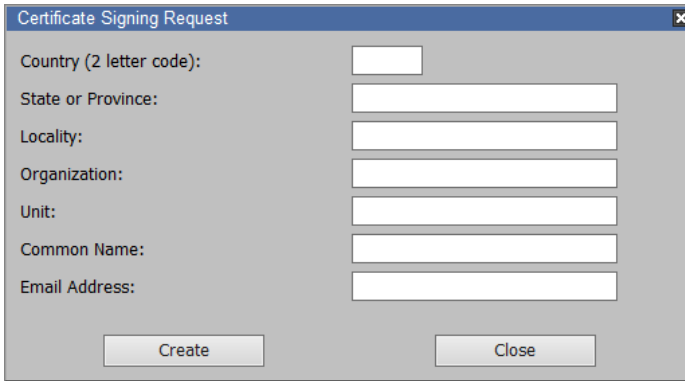 Certificate Signing Request
Country (2 letter code):
State or Province:
Locality:
Organization:
Unit:
Common Name:
Email Address:
Create Close